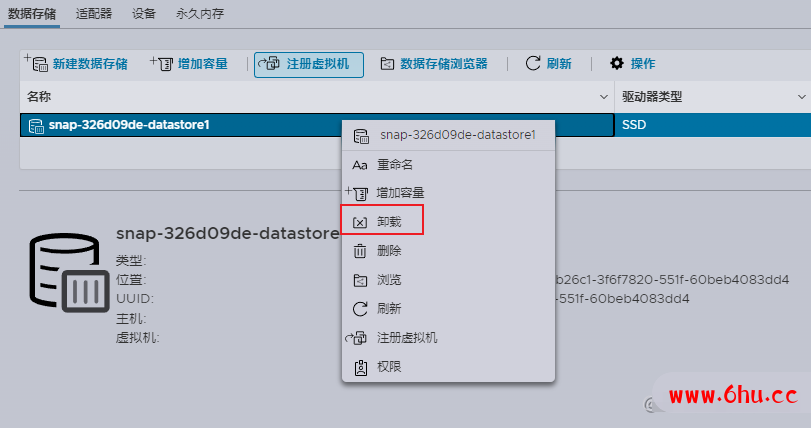 数据存储 适配器 设备 永久内存
新建数据存储 增加容量 注册虚拟机 数据存储浏览器 刷新 操作
名称 驱动器类型
snap-326d09de-datastore1 SSD
snap-326d09de-datastore1
Aa 重命名
增加容量
卸载
删除
浏览
刷新
注册虚拟机
权限
snap-326d09de-datastore
类型:
位置: b26c1-3f6f7820-551f-60beb4083dd4
UUID: -551f-60beb4083dd4
主机:
虚拟机:
www.6hu.cc